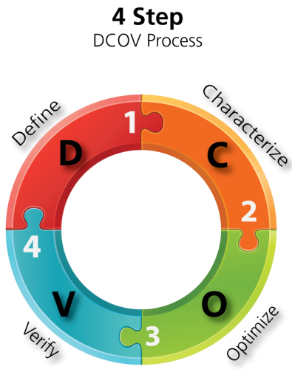 4 Step
DCOV Process
Define
Characterize
1
D
C
2
4
V
O
3
Verify
Optimize